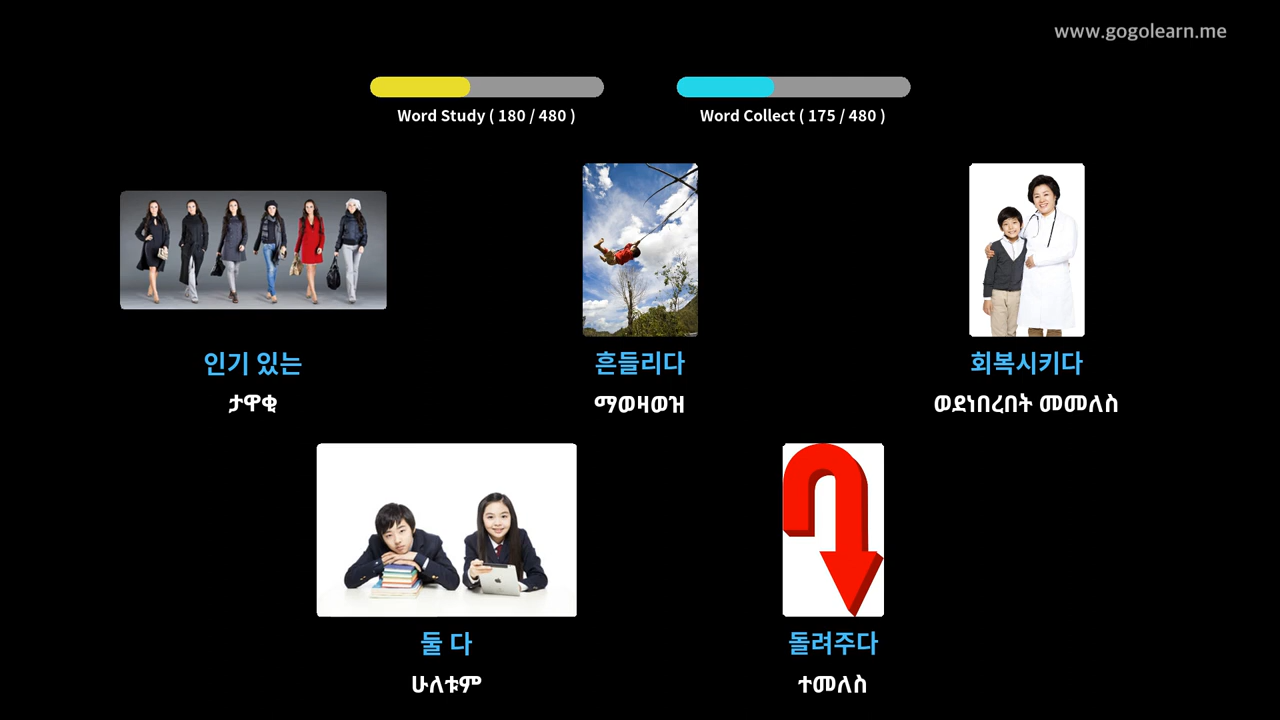 www.gogolearn.me
Word Study ( 180 / 480 )
Word Collect ( 175 / 480 )
인기 있는
흔들리다
회복시키다
ታዋቂ
ማወዛወዝ
ወደነበረበት መመለስ
둘 다
돌려주다
ሁለቱም
ተመለስ